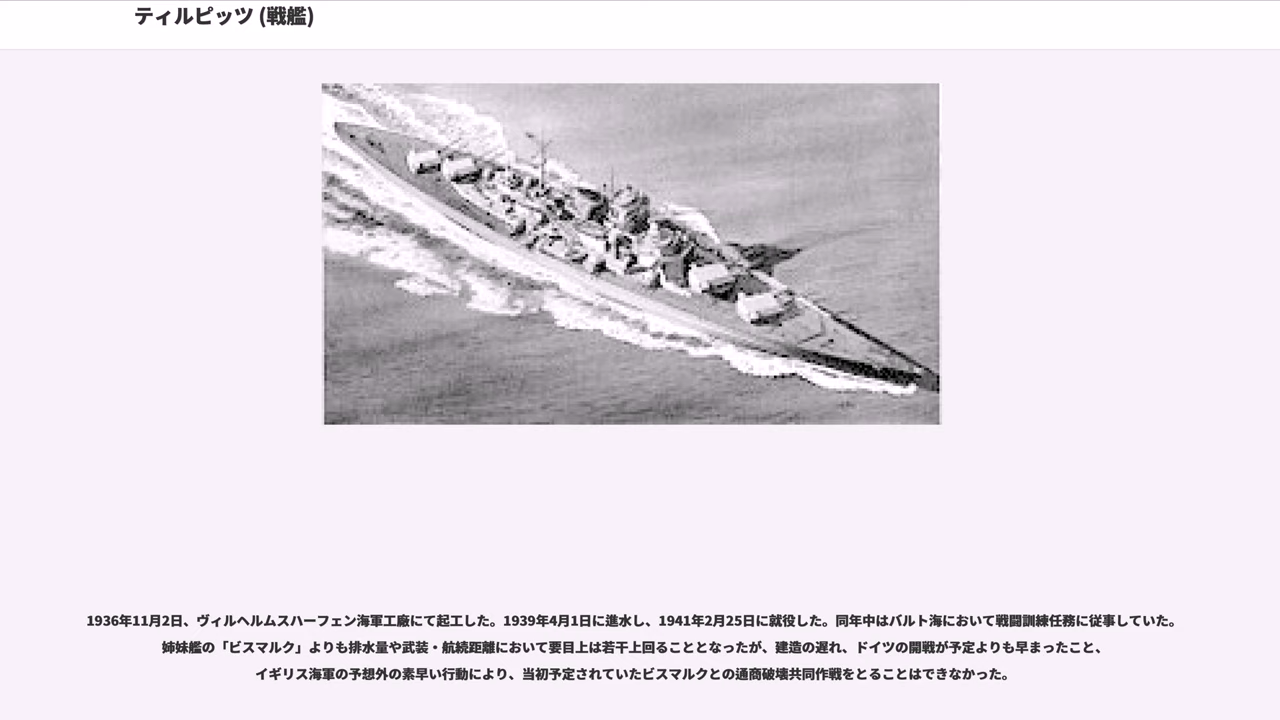 ティルピッツ (戦艦)
1936年11月2日、ヴィルヘルムスハーフェン海軍工廠にて起工した。1939年4月1日に進水し、1941年2月25日に就役した。同年中はバルト海において戦闘訓練任務に従事していた。
姉妹艦の「ビスマルク」よりも排水量や武装・航続距離において要目上は若干上回ることとなったが、建造の遅れ、ドイツの開戦が予定よりも早まったこと、
イギリス海軍の予想外の素早い行動により、当初予定されていたビスマルクとの通商破壊共同作戦をとることはできなかった。